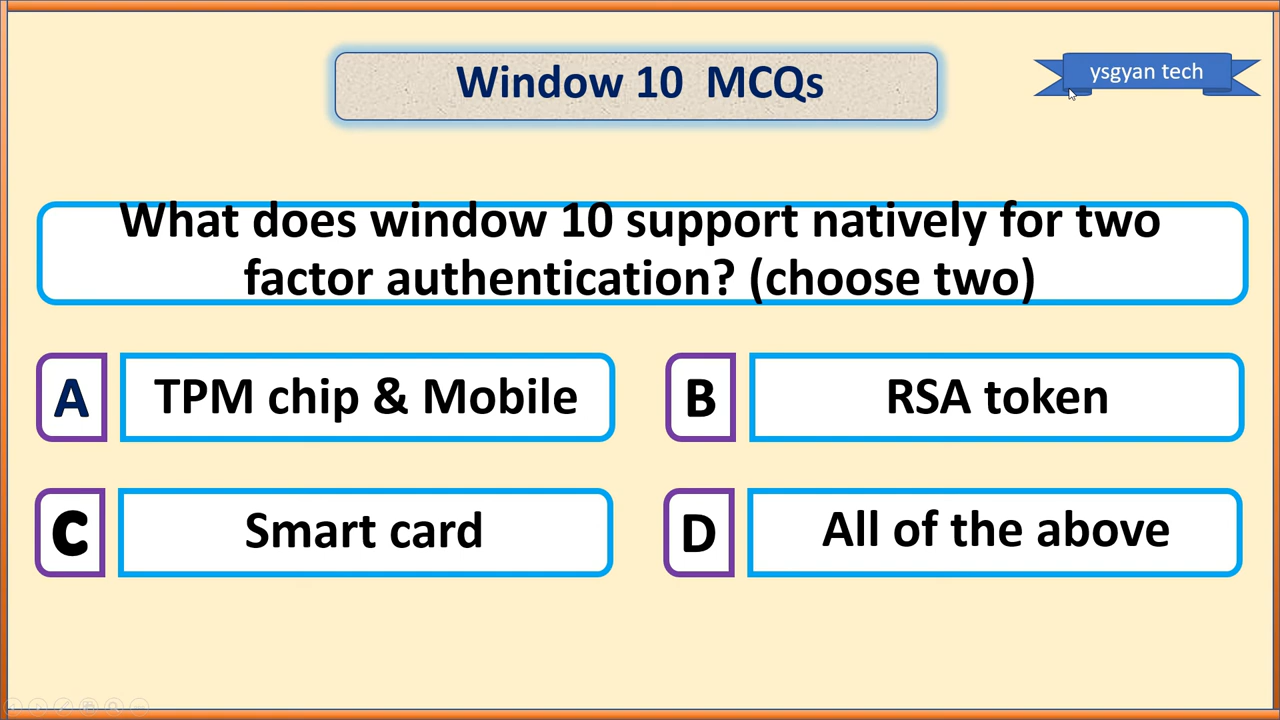 Window 10 MCQs
ysgyan tech
What does window 10 support natively for two
factor authentication? (choose two)
A
TPM chip & Mobile
B
RSA token
C
Smart card
D
All of the above